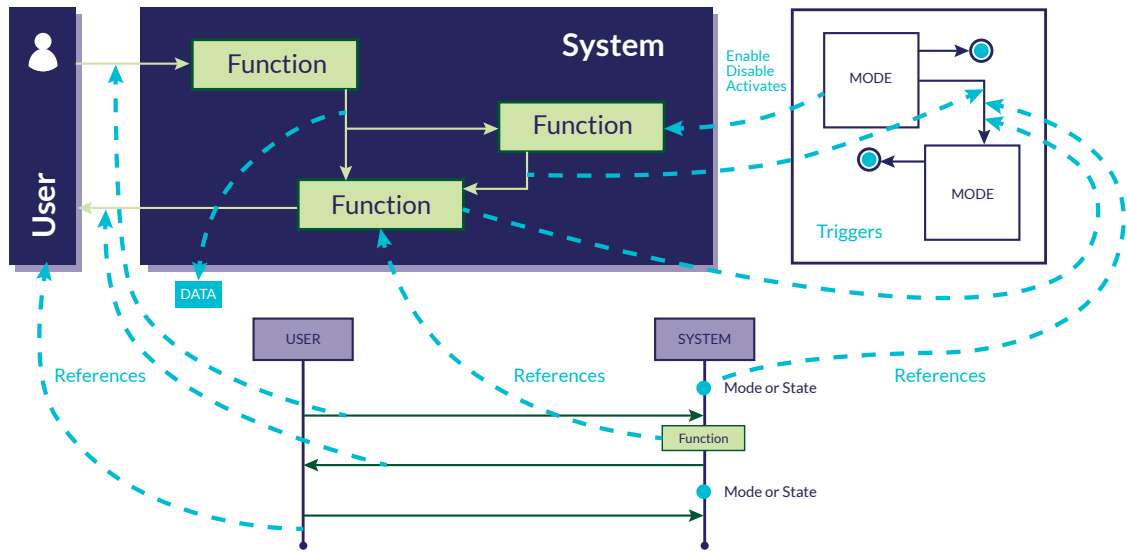 System
Function
Function
Function
User
DATA
Enable
Disable
Activates
MODE
MODE
Triggers
USER
SYSTEM
References
References
References
Mode or State
Function
Mode or State